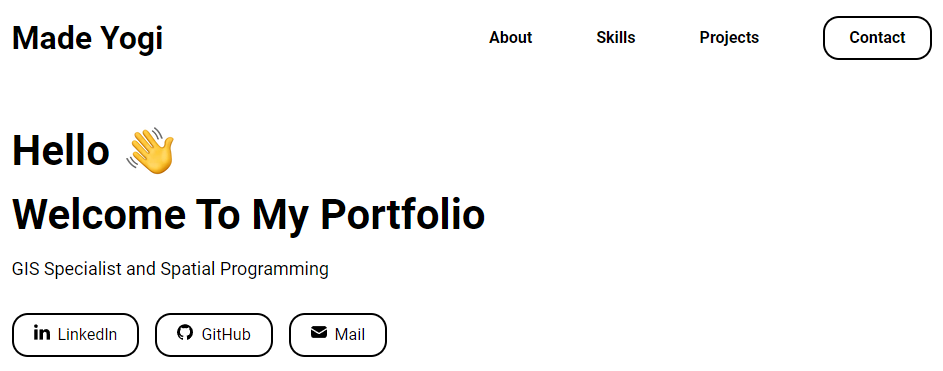 Made Yogi
About Skills Projects Contact
Hello 👋
Welcome To My Portfolio
GIS Specialist and Spatial Programming
LinkedIn GitHub Mail